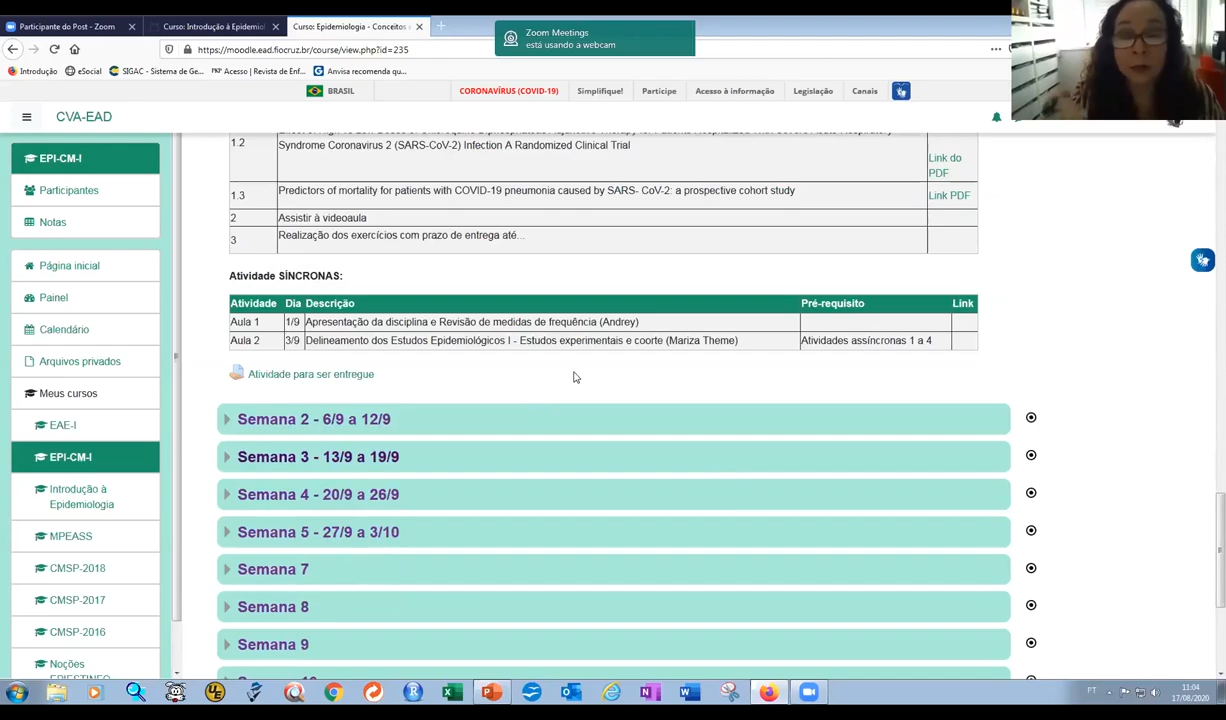 Participante do Post - Zoom
Curso: Introdução à Epidemiol
Curso: Epidemiologia - Conceitos e
Zoom Meetings
está usando a webcam
https://moodle.ead.fiocruz.br/course/view.php?id=235
Introdução
eSocial
SIGAC - Sistema de Ge...
PKP Acesso | Revista de Enf...
Anvisa recomenda qu...
BRASIL
CORONAVÍRUS (COVID-19)
Simplifique!
Participe
Acesso à informação
Legislação
Canais
CVA-EAD
EPI-CM-I
Participantes
Notas
Página inicial
Painel
Calendário
Arquivos privados
Meus cursos
EAE-I
EPI-CM-I
Introdução à
Epidemiologia
MPEASS
CMSP-2018
CMSP-2017
CMSP-2016
Noções
1.2
Syndrome Coronavirus 2 (SARS-CoV-2) Infection A Randomized Clinical Trial
Link do
PDF
1.3 Predictors of mortality for patients with COVID-19 pneumonia caused by SARS- CoV-2: a prospective cohort study Link PDF
2 Assistir à videoaula
3 Realização dos exercícios com prazo de entrega até...
Atividade SÍNCRONAS:
Atividade Dia Descrição Pré-requisito Link
Aula 1 1/9 Apresentação da disciplina e Revisão de medidas de frequência (Andrey)
Aula 2 3/9 Delineamento dos Estudos Epidemiológicos I - Estudos experimentais e coorte (Mariza Theme) Atividades assíncronas 1 a 4
Atividade para ser entregue
Semana 2 - 6/9 a 12/9
Semana 3 - 13/9 a 19/9
Semana 4 - 20/9 a 26/9
Semana 5 - 27/9 a 3/10
Semana 7
Semana 8
Semana 9
PT
11:04
17/08/2020